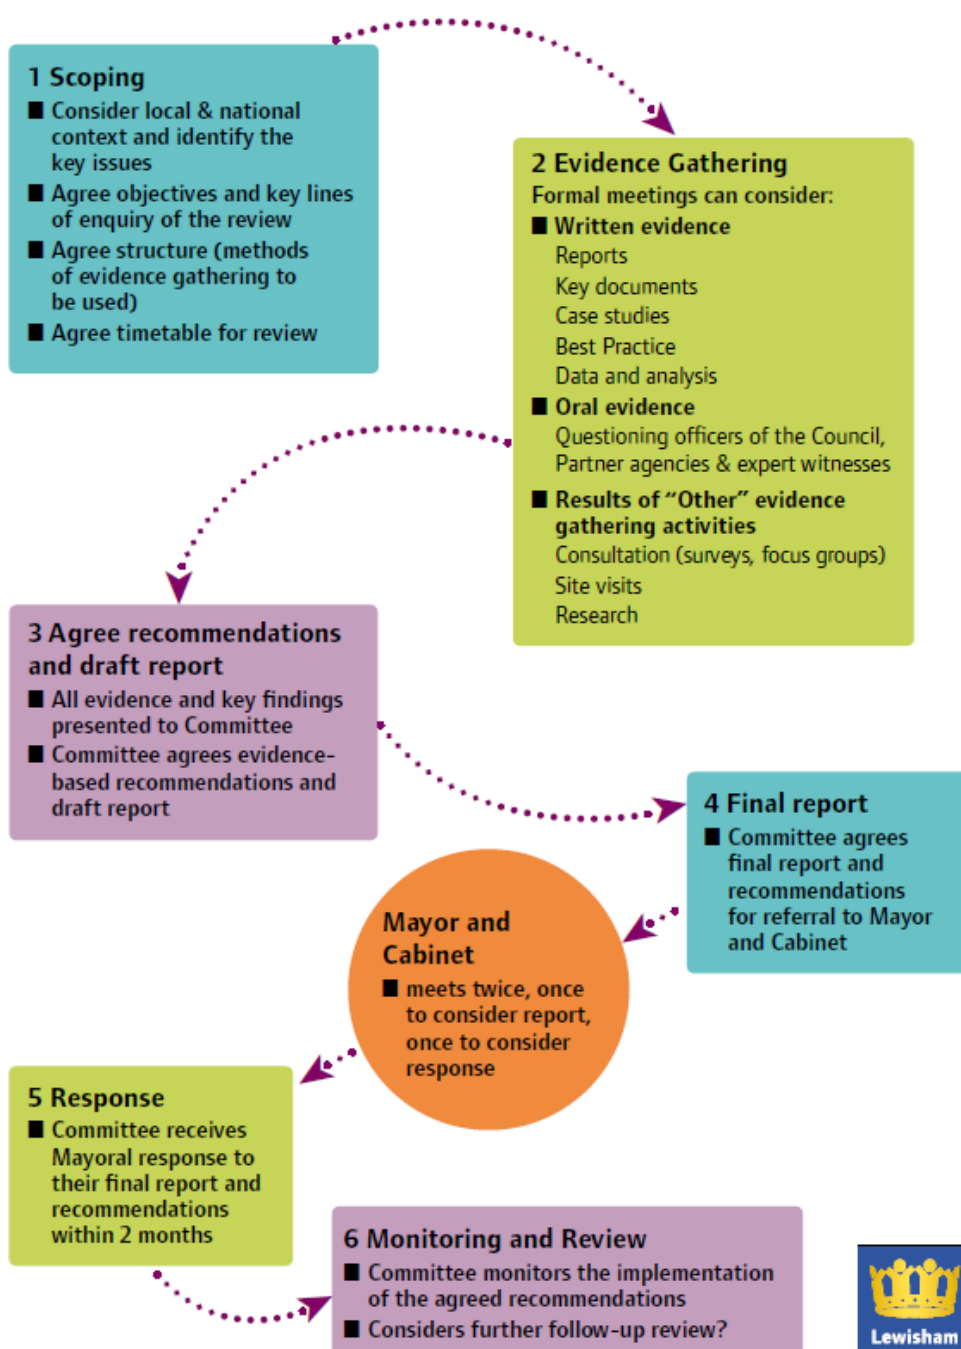 1 Scoping
■ Consider local & national
context and identify the
key issues
■ Agree objectives and key lines
of enquiry of the review
■ Agree structure (methods
of evidence gathering to
be used)
■ Agree timetable for review
2 Evidence Gathering
Formal meetings can consider:
■ Written evidence
Reports
Key documents
Case studies
Best Practice
Data and analysis
■ Oral evidence
Questioning officers of the Council,
Partner agencies & expert witnesses
■ Results of “Other” evidence
gathering activities
Consultation (surveys, focus groups)
Site visits
Research
3 Agree recommendations
and draft report
■ All evidence and key findings
presented to Committee
■ Committee agrees evidence-
based recommendations and
draft report
4 Final report
■ Committee agrees
final report and
recommendations
for referral to Mayor
and Cabinet
Mayor and
Cabinet
■ meets twice, once
to consider report,
once to consider
response
5 Response
■ Committee receives
Mayoral response to
their final report and
recommendations
within 2 months
6 Monitoring and Review
■ Committee monitors the implementation
of the agreed recommendations
■ Considers further follow-up review?
Lewisham